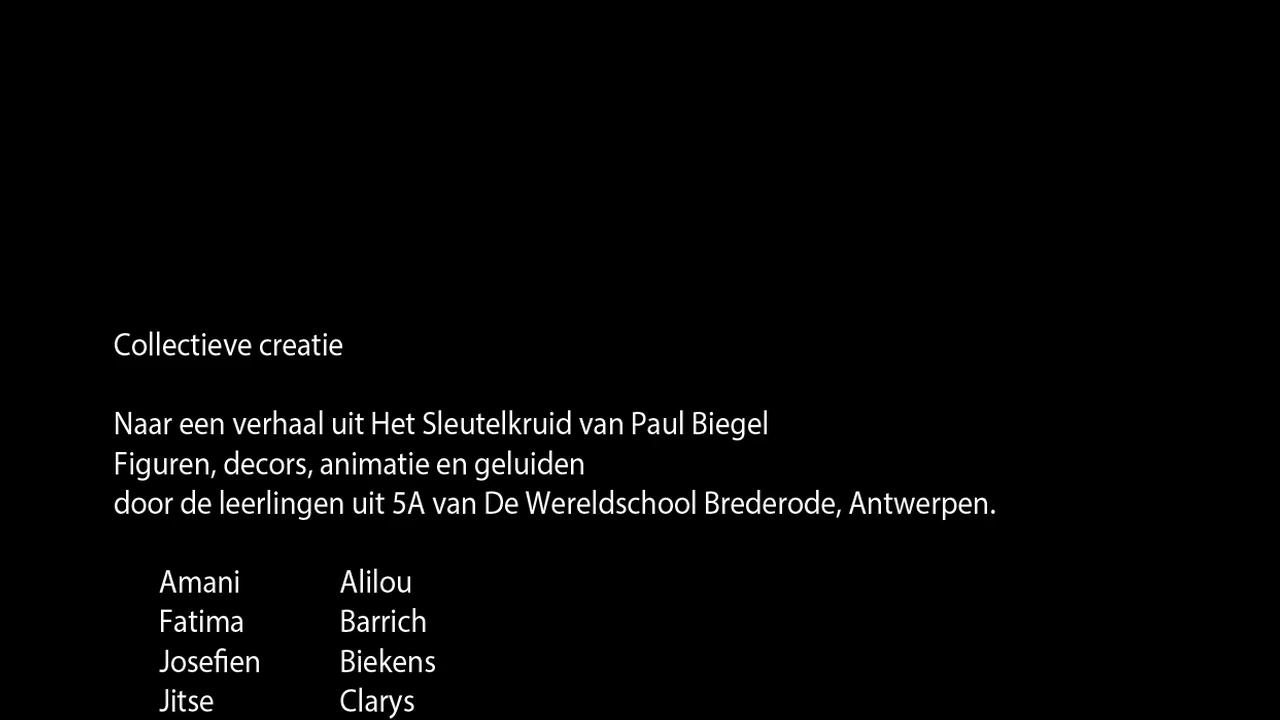 Collectieve creatie
Naar een verhaal uit Het Sleutelkruid van Paul Biegel
Figuren, decors, animatie en geluiden
door de leerlingen uit 5A van De Wereldschool Brederode, Antwerpen.
Amani Alilou
Fatima Barrich
Josefien Biekens
Jitse Clarys